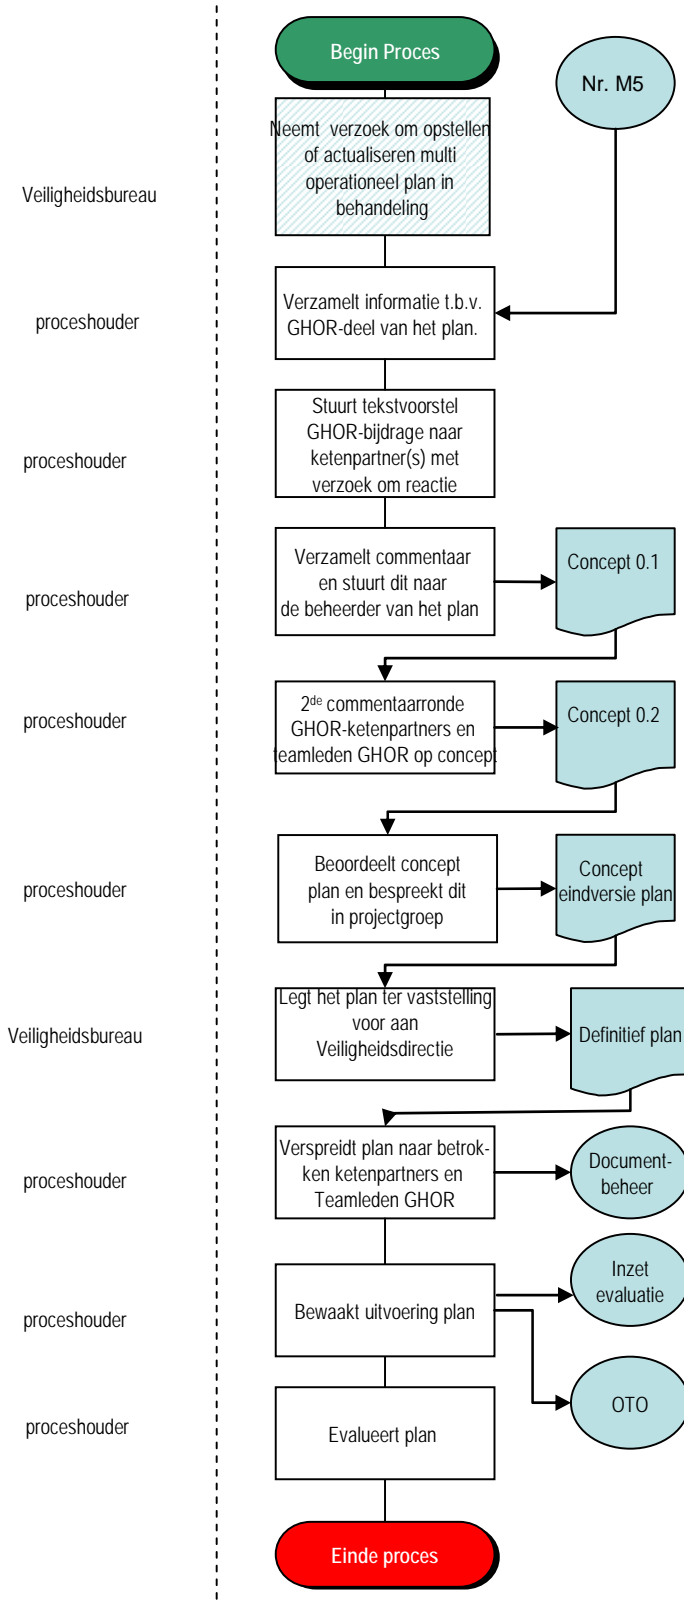 Begin Proces
Nr. M5
Neemt verzoek om opstellen
of actualiseren multi
operationeel plan in
behandeling
Veiligheidsbureau
Verzamelt informatie t.b.v.
GHOR-deel van het plan.
proceshouder
Stuurt tekstvoorstel
GHOR-bijdrage naar
ketenpartner(s) met
verzoek om reactie
proceshouder
Verzamelt commentaar
en stuurt dit naar
de beheerder van het plan
Concept 0.1
proceshouder
2de commentaarronde
GHOR-ketenpartners en
teamleden GHOR op concept
Concept 0.2
proceshouder
Beoordeelt concept
plan en bespreekt dit
in projectgroep
Concept
eindversie plan
proceshouder
Legt het plan ter vaststelling
voor aan
Veiligheidsdirectie
Definitief plan
Veiligheidsbureau
Verspreidt plan naar betrok-
ken ketenpartners en
Teamleden GHOR
Document-
beheer
proceshouder
Inzet
evaluatie
Bewaakt uitvoering plan
proceshouder
OTO
Evalueert plan
proceshouder
Einde proces